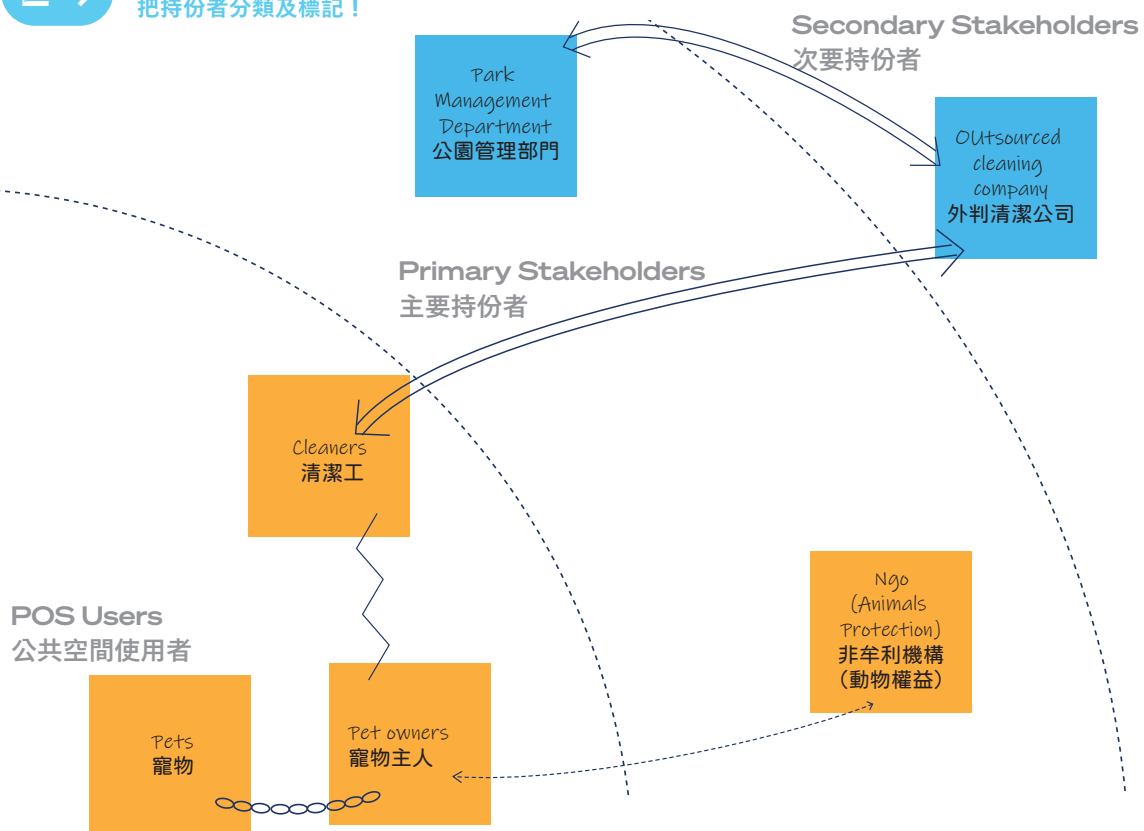 把持份者分類及標記！
Secondary Stakeholders
次要持份者
Park
Management
Department
公園管理部門
OUtsourced
cleaning
company
外判清潔公司
Primary Stakeholders
主要持份者
Cleaners
清潔工
Ngo
(Animals
Protection)
非牟利機構
（動物權益）
POS Users
公共空間使用者
Pets
寵物
Pet owners
寵物主人